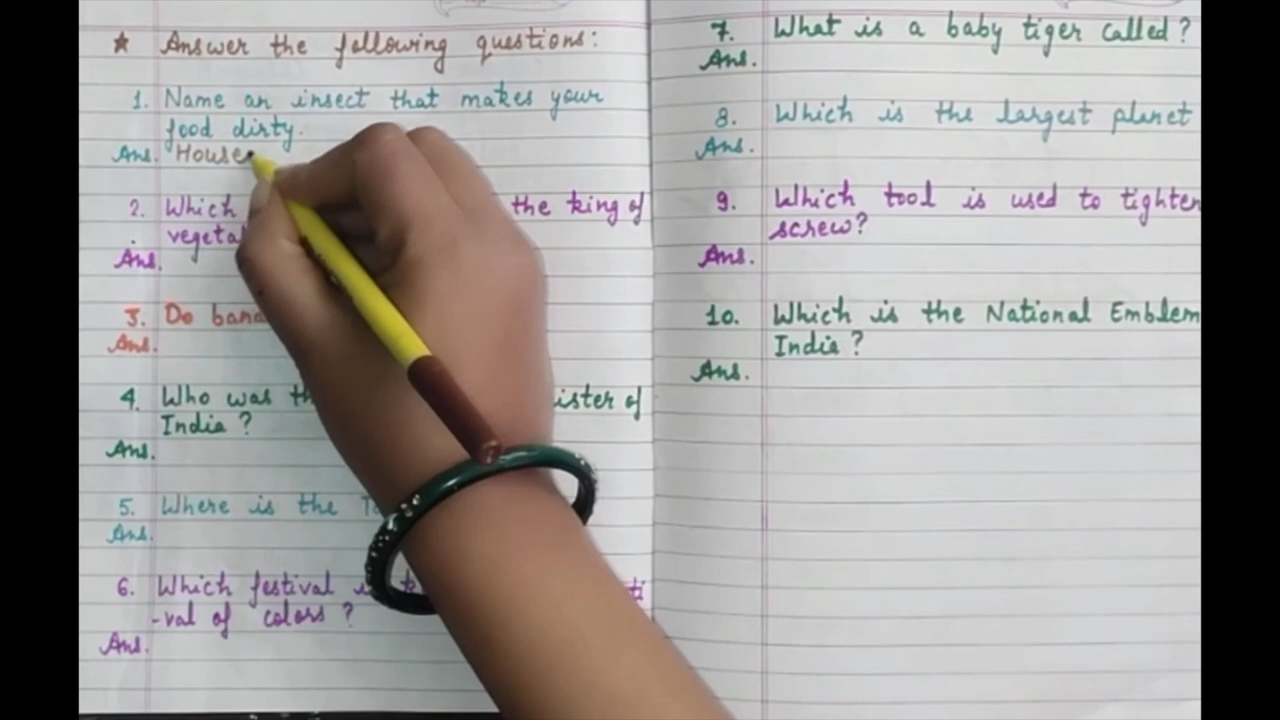 ★ Answer the following questions:
1. Name an insect that makes your
food dirty.
Ans. House
2. Which the king of
Ans.
3. Do
Ans.
4. Who was ister of
India ?
Ans.
5. Where is the
Ans.
6. Which festival
-val of colors ?
Ans.
7. What is a baby tiger called ?
Ans.
8. Which is the largest planet
Ans.
9. Which tool is used to tighten
screw?
Ans.
10. Which is the National Emblem
India ?
Ans.